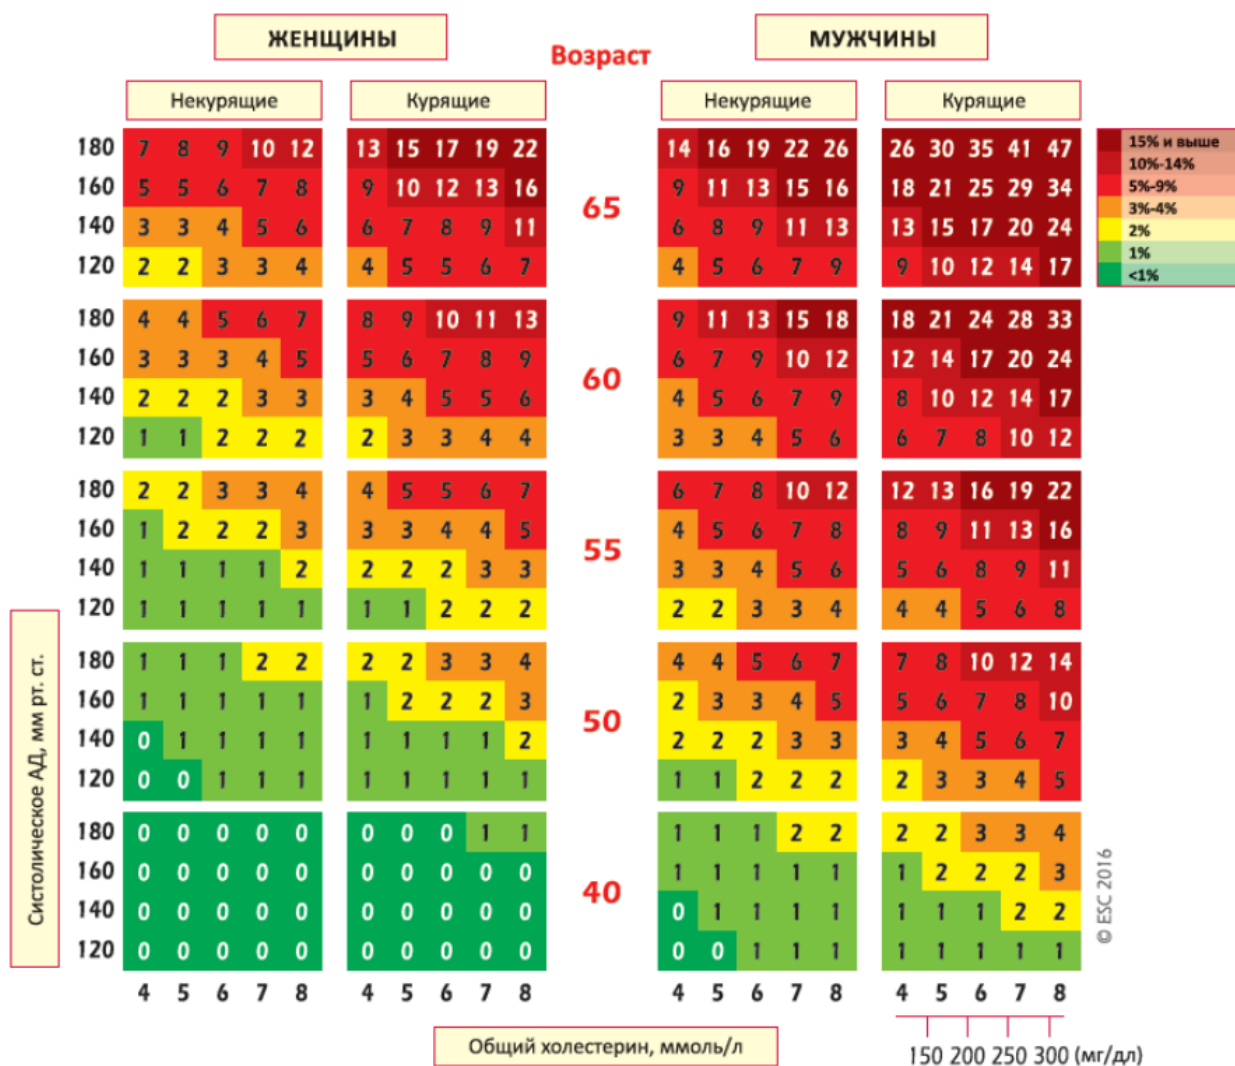 ЖЕНЩИНЫ
Возраст
МУЖЧИНЫ
Некурящие Курящие Некурящие Курящие
180 7 8 9 10 12 13 15 17 19 22 14 16 19 22 26 26 30 35 41 47
160 5 5 6 7 8 9 10 12 13 16 9 11 13 15 16 18 21 25 29 34
65
140 3 3 4 5 6 6 7 8 9 11 6 8 9 11 13 13 15 17 20 24
120 2 2 3 3 4 4 5 5 6 7 4 5 6 7 9 9 10 12 14 17
15% и выше
10%-14%
5%-9%
3%-4%
2%
1%
<1%
180 4 4 5 6 7 8 9 10 11 13 9 11 13 15 18 18 21 24 28 33
160 3 3 3 4 5 5 6 7 8 9 6 7 9 10 12 12 14 17 20 24
60
140 2 2 2 3 3 3 4 5 5 6 4 5 6 7 9 8 10 12 14 17
120 1 1 2 2 2 2 3 3 4 4 3 3 4 5 6 6 7 8 10 12
180 2 2 3 3 4 4 5 5 6 7 6 7 8 10 12 12 13 16 19 22
160 1 2 2 2 3 3 3 4 4 5 4 5 6 7 8 8 9 11 13 16
55
140 1 1 1 1 2 2 2 2 3 3 3 3 4 5 6 5 6 8 9 11
120 1 1 1 1 1 1 1 2 2 2 2 2 3 3 4 4 4 5 6 8
180 1 1 1 2 2 2 2 3 3 4 4 4 5 6 7 7 8 10 12 14
160 1 1 1 1 1 1 2 2 2 3 2 3 3 4 5 5 6 7 8 10
50
140 0 1 1 1 1 1 1 1 1 2 2 2 2 3 3 3 4 5 6 7
120 0 0 1 1 1 1 1 1 1 1 1 1 2 2 2 2 3 3 4 5
180 0 0 0 0 0 0 0 0 1 1 1 1 1 2 2 2 2 3 3 4
160 0 0 0 0 0 0 0 0 0 0 1 1 1 1 1 1 2 2 2 3
40
140 0 0 0 0 0 0 0 0 0 0 0 1 1 1 1 1 1 1 2 2
120 0 0 0 0 0 0 0 0 0 0 0 0 1 1 1 1 1 1 1 1
4 5 6 7 8 4 5 6 7 8 4 5 6 7 8 4 5 6 7 8
Систолическое АД, мм рт. ст.
© ESC 2016
Общий холестерин, ммоль/л
150 200 250 300 (мг/дл)